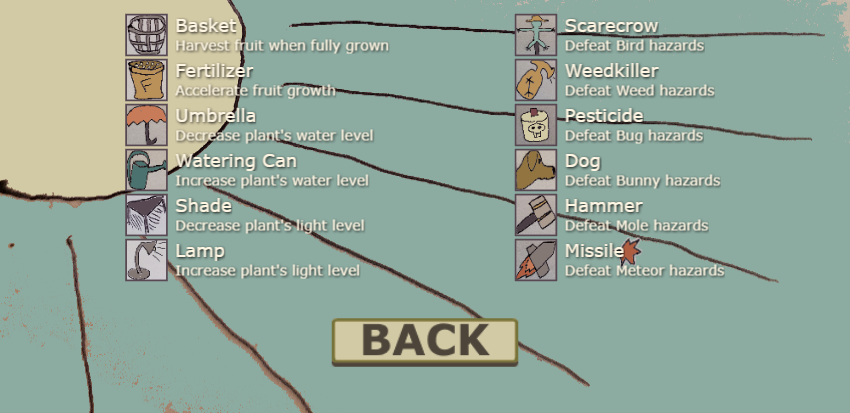 Basket
Harvest fruit when fully grown
Fertilizer
Accelerate fruit growth
Umbrella
Decrease plant's water level
Watering Can
Increase plant's water level
Shade
Decrease plant's light level
Lamp
Increase plant's light level
Scarecrow
Defeat Bird hazards
Weedkiller
Defeat Weed hazards
Pesticide
Defeat Bug hazards
Dog
Defeat Bunny hazards
Hammer
Defeat Mole hazards
Missile
Defeat Meteor hazards
BACK